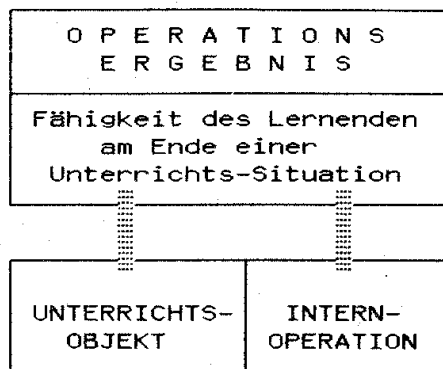 O P E R A T I O N S
E R G E B N I S
Fähigkeit des Lernenden
am Ende einer
Unterrichts-Situation
UNTERRICHTS-
OBJEKT
INTERN-
OPERATION